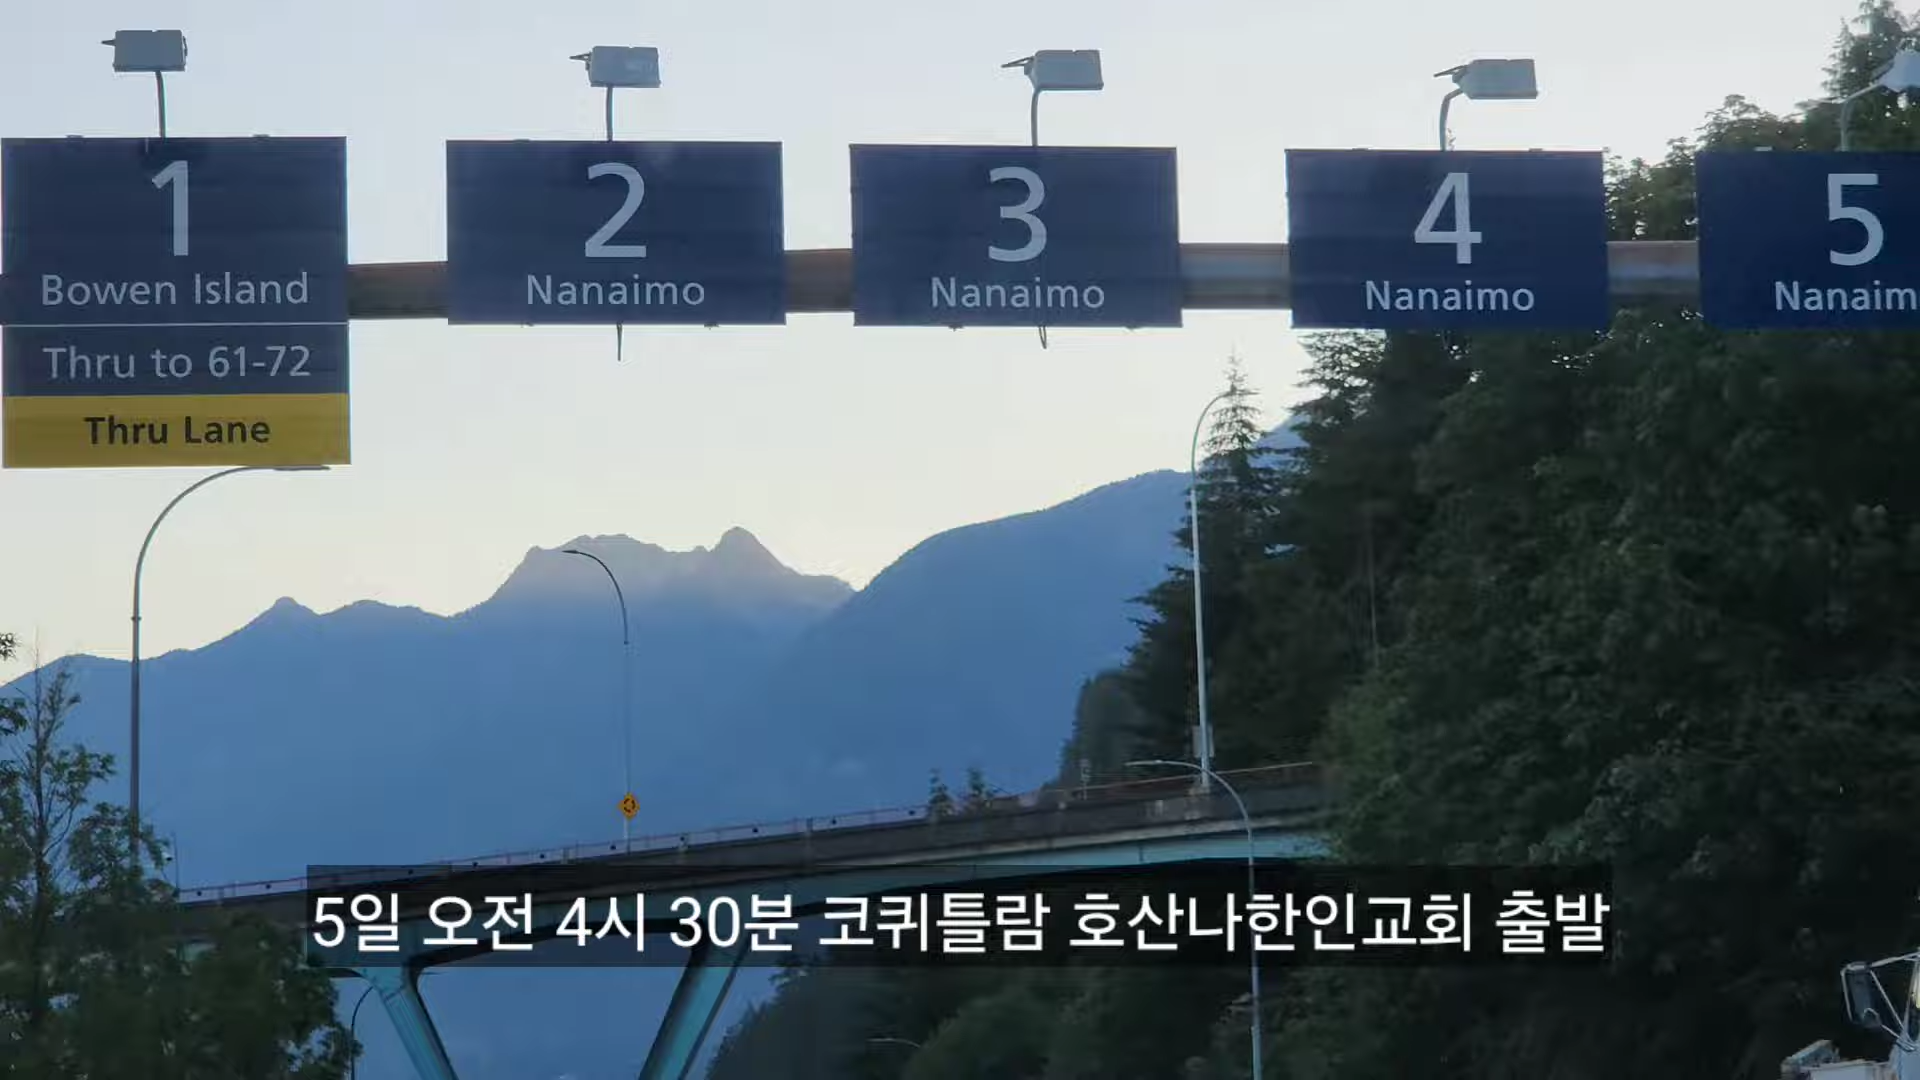 1
Bowen Island
Thru to 61-72
Thru Lane
2
Nanaimo
3
Nanaimo
4
Nanaimo
5
Nanaim
5일 오전 4시 30분 코퀴틀람 호산나한인교회 출발